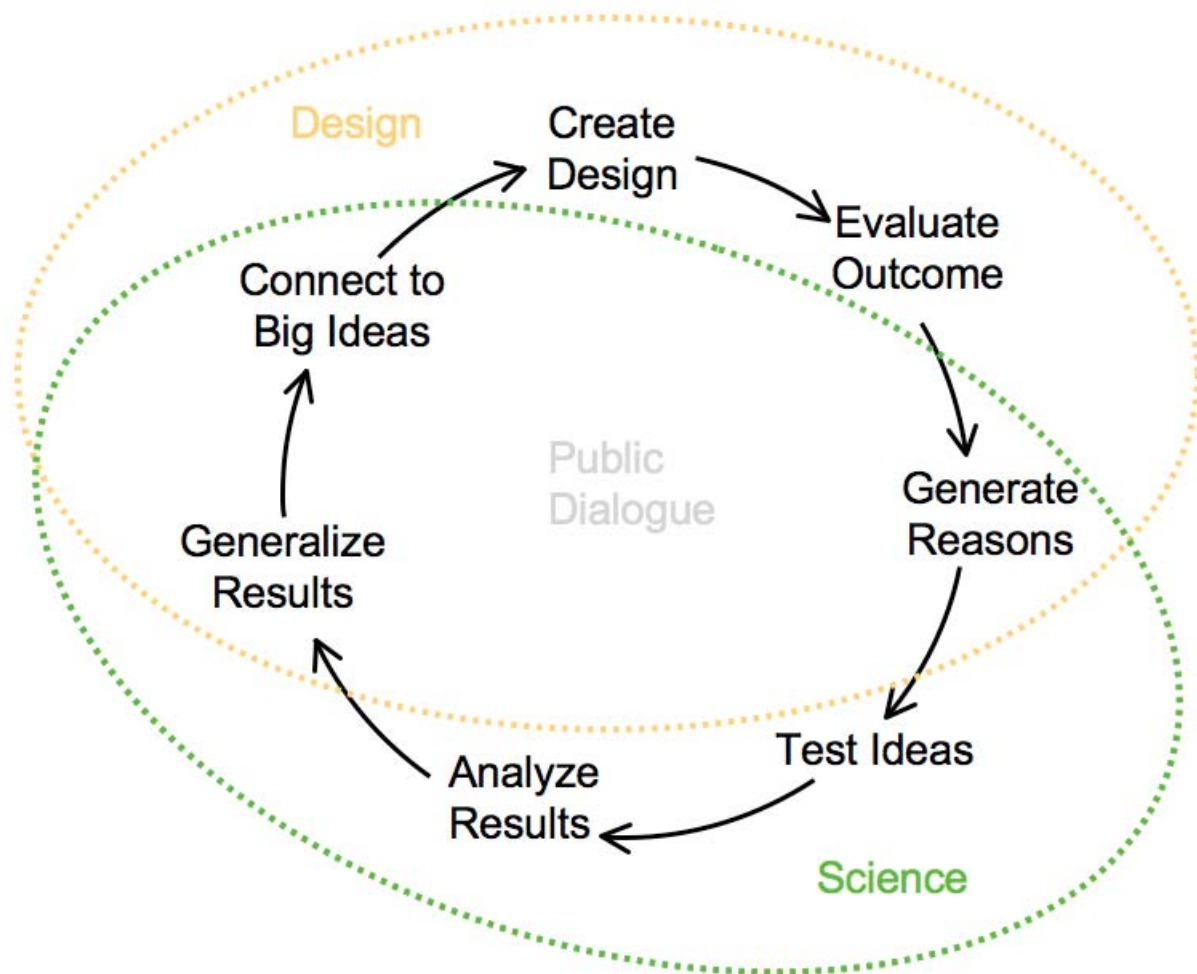 Design
Create
Design
Evaluate
Outcome
Connect to
Big Ideas
Public
Dialogue
Generate
Reasons
Generalize
Results
Test Ideas
Analyze
Results
Science